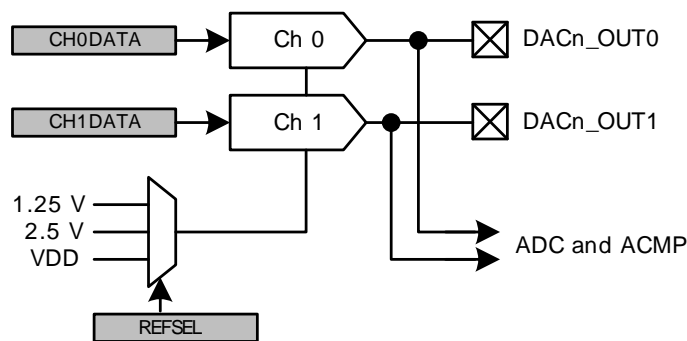 CH0DATA
Ch 0
DACn_OUT0
CH1DATA
Ch 1
DACn_OUT1
1.25 V
2.5 V
VDD
ADC and ACMP
REFSEL